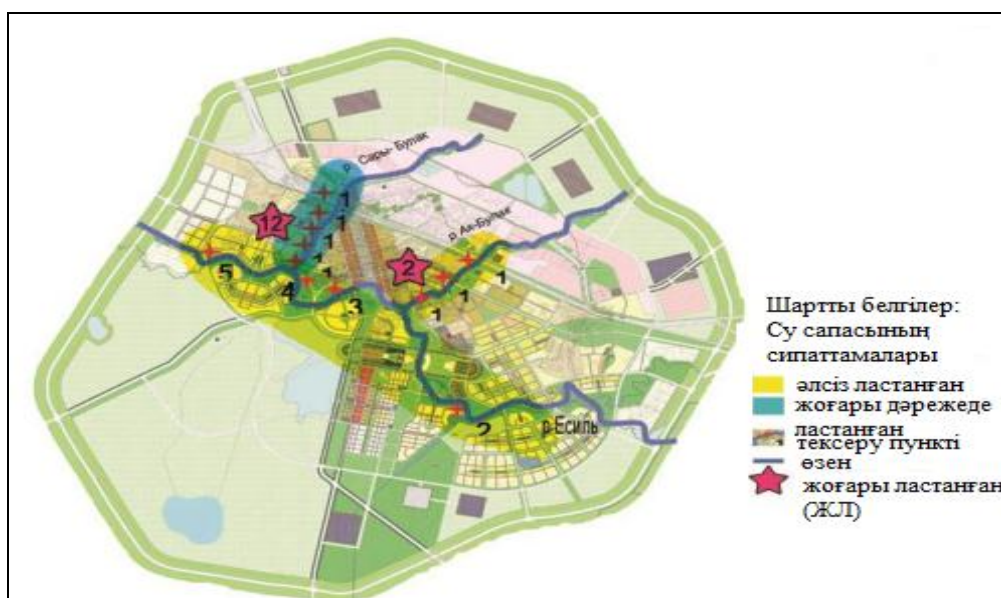 р. Сары- Булак
1
1
12
1
р Ак-Булак
1
2
1
5
4
1
3
1
1
2
р Есиль
Шартты белгілер:
Су сапасының
сипаттамалары
әлсіз ластанған
жоғары дәрежеде
ластанған
тексеру пункті
өзен
жоғары ластанған
(ЖЛ)